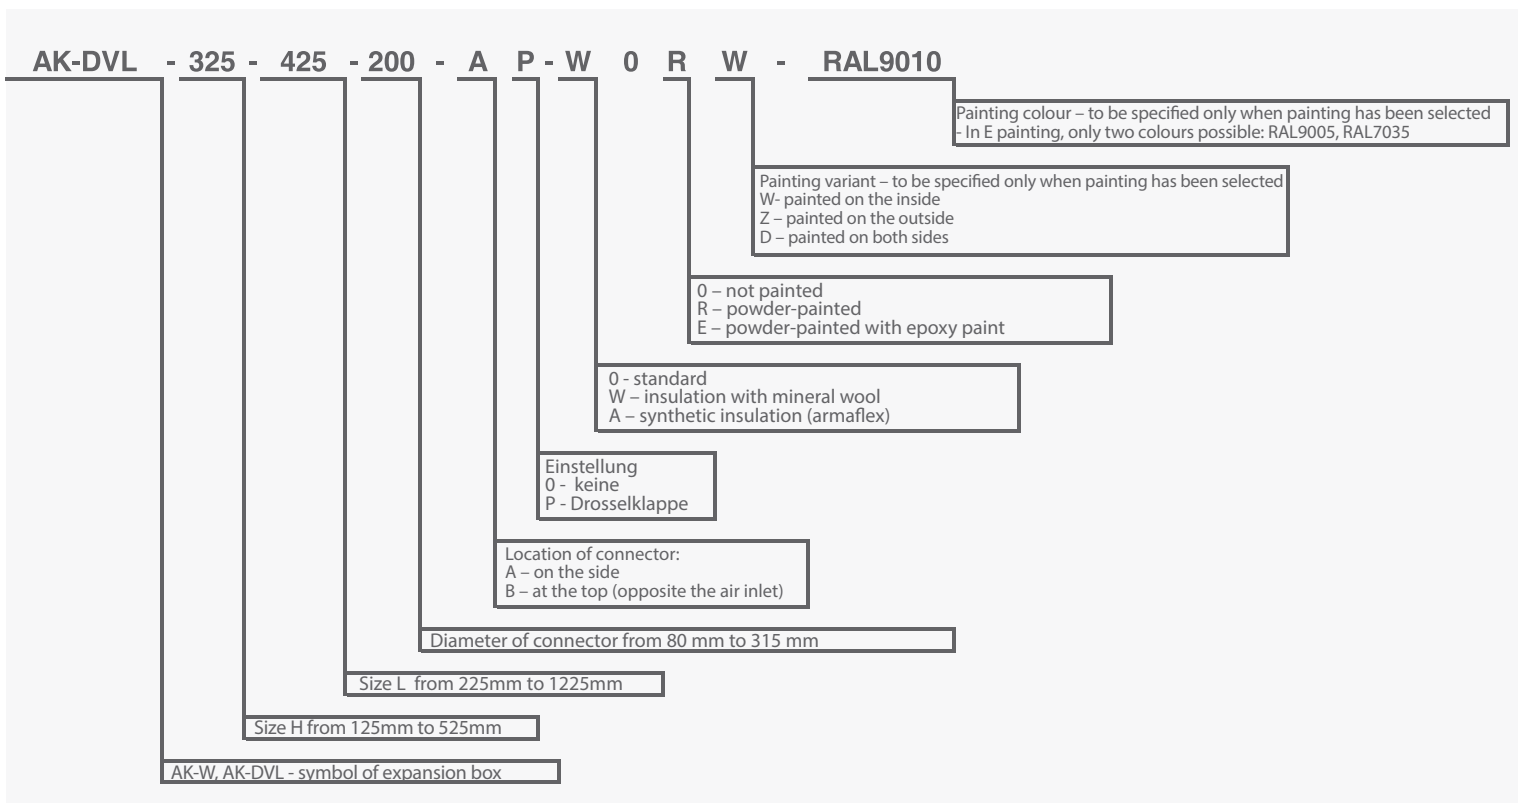 AK-DVL - 325 - 425 - 200 - A P - W 0 R W - RAL9010
Painting colour – to be specified only when painting has been selected
- In E painting, only two colours possible: RAL9005, RAL7035
Painting variant – to be specified only when painting has been selected
W- painted on the inside
Z – painted on the outside
D – painted on both sides
0 – not painted
R – powder-painted
E – powder-painted with epoxy paint
0 - standard
W – insulation with mineral wool
A – synthetic insulation (armaflex)
Einstellung
0 - keine
P - Drosselklappe
Location of connector:
A – on the side
B – at the top (opposite the air inlet)
Diameter of connector from 80 mm to 315 mm
Size L from 225mm to 1225mm
Size H from 125mm to 525mm
AK-W, AK-DVL - symbol of expansion box